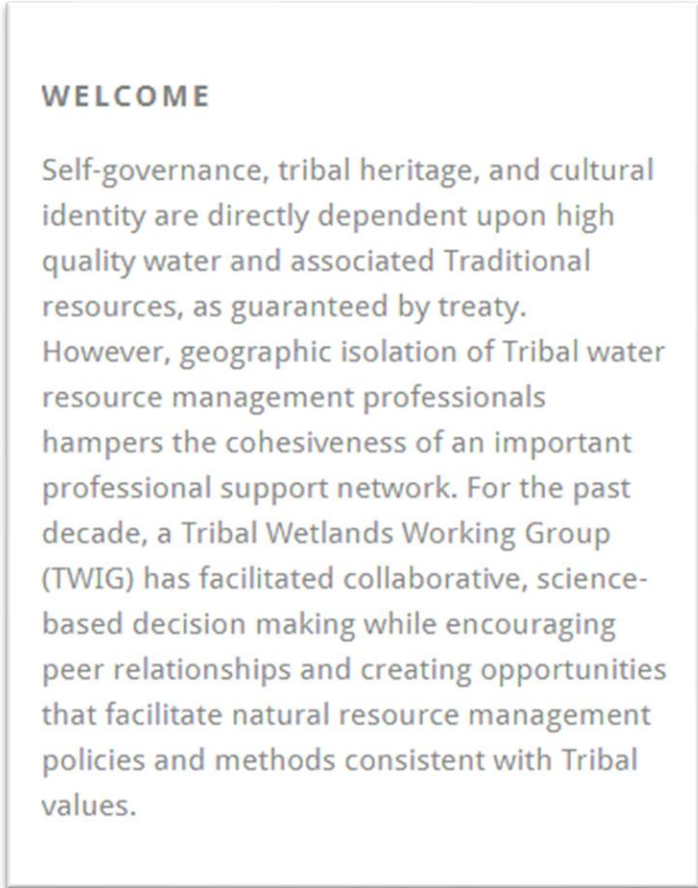 WELCOME
Self-governance, tribal heritage, and cultural
identity are directly dependent upon high
quality water and associated Traditional
resources, as guaranteed by treaty.
However, geographic isolation of Tribal water
resource management professionals
hampers the cohesiveness of an important
professional support network. For the past
decade, a Tribal Wetlands Working Group
(TWIG) has facilitated collaborative, science-
based decision making while encouraging
peer relationships and creating opportunities
that facilitate natural resource management
policies and methods consistent with Tribal
values.